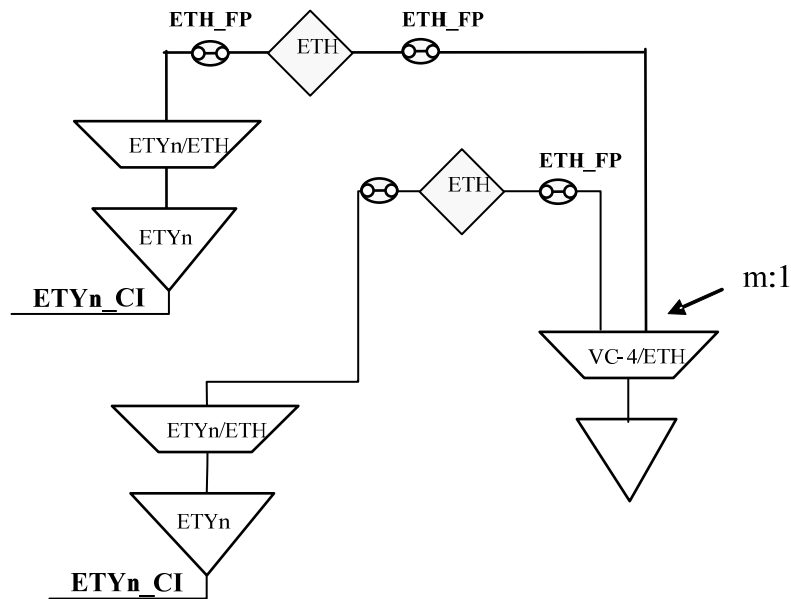 ETH_FP
ETH
ETH_FP
ETYn/ETH
ETH
ETH_FP
ETYn
ETYn_CI
m:1
VC-4/ETH
ETYn/ETH
ETYn
ETYn_CI